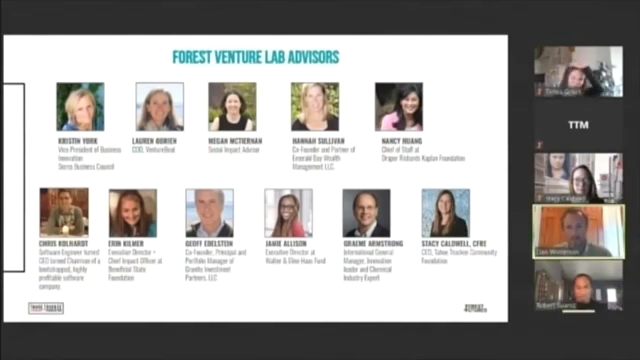 FOREST VENTURE LAB ADVISORS
KRISTIN YORK
Vice President of Business
Innovation
Sierra Business Council
LAUREN OBRIEN
COO, VentureBeat
MEGAN MCTIERNAN
Social Impact Advisor
HANNAH SULLIVAN
Co-Founder and Partner of
Emerald Bay Wealth
Management LLC.
NANCY HUANG
Chief of Staff at
Draper Richards Kaplan Foundation
CHRIS KOLHARDT
Software Engineer turned
CEO turned Chairman of a
bootstrapped, highly
profitable software
company.
ERIN KILMER
Executive Director +
Chief Impact Officer at
Beneficial State
Foundation
GEOFF EDELSTEIN
Co-Founder, Principal and
Portfolio Manager of
Granite Investment
Partners, LLC
JAMIE ALLISON
Executive Director at
Walter & Elise Haas Fund
GRAEME ARMSTRONG
International General
Manager, Innovation
leader and Chemical
Industry Expert
STACY CALDWELL, CFRE
CEO, Tahoe Truckee Community
Foundation
FOREST
FUTURES
TTM
Stacy Caldwell